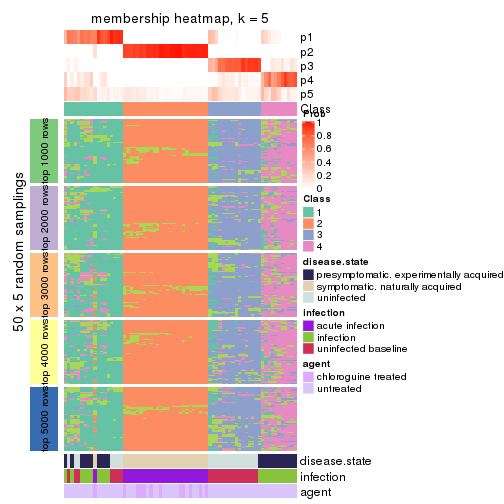 membership heatmap, k = 5
p1
p2
p3
p4
p5
Class
Prob
1
0.8
0.6
0.4
0.2
0
Class
1
2
3
4
disease.state
presymptomatic. experimentally acquired
symptomatic. naturally acquired
uninfected
infection
acute infection
infection
uninfected baseline
agent
chloroguine treated
untreated
50 x 5 random samplings
top 1000 rows
top 2000 rows
top 3000 rows
top 4000 rows
top 5000 rows
disease.state
infection
agent